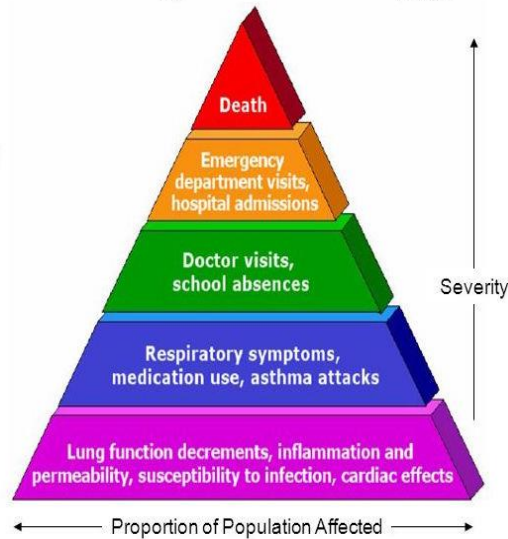 Death
Emergency
department visits,
hospital admissions
Doctor visits,
school absences
Severity
Respiratory symptoms,
medication use, asthma attacks
Lung function decrements, inflammation and
permeability, susceptibility to infection, cardiac effects
Proportion of Population Affected